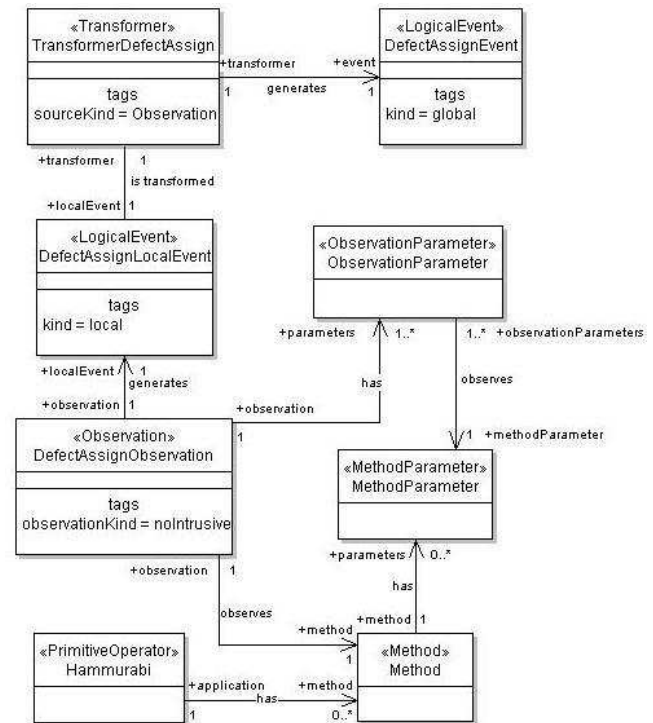 «Transformer»
TransformerDefectAssign
tags
sourceKind = Observation
+transformer
+event
1
generates
1
«LogicalEvent»
DefectAssignEvent
tags
kind = global
+transformer
1
is transformed
+localEvent
1
«LogicalEvent»
DefectAssignLocalEvent
tags
kind = local
«ObservationParameter»
ObservationParameter
+parameters
1..*
1..*
+observationParameters
has
observes
+localEvent
1
generates
+observation
1
+observation
1
1
+methodParameter
«Observation»
DefectAssignObservation
tags
observationKind = noIntrusive
«MethodParameter»
MethodParameter
+parameters
0..*
has
+observation
1
observes
+method
1
+method
1
«PrimitiveOperator»
Hammurabi
+application
+method
has
1
0..*
«Method»
Method